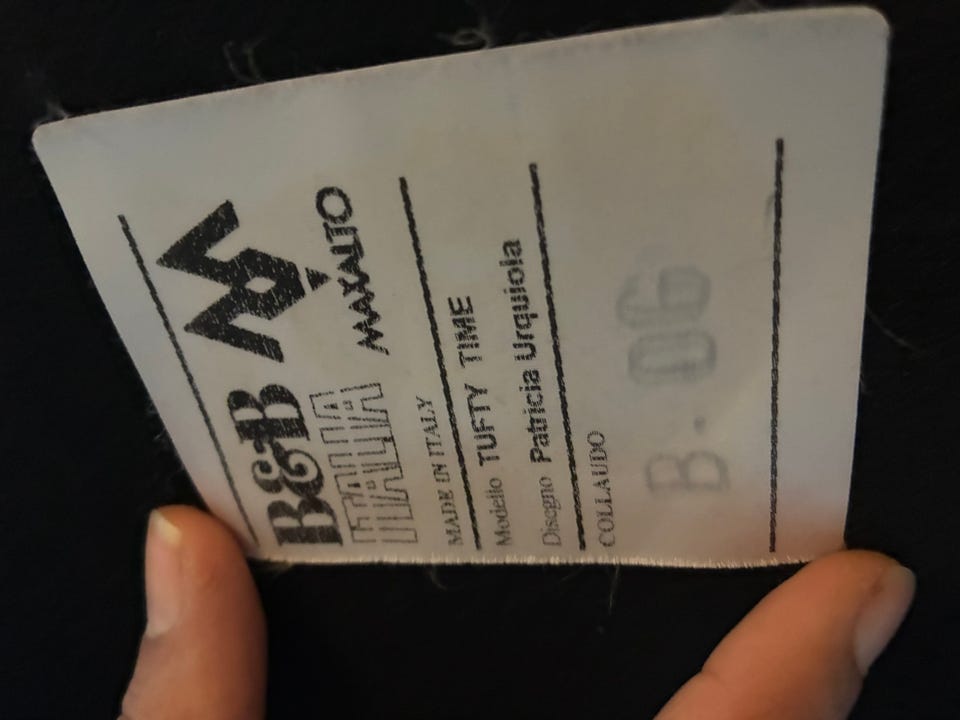 B&B
ITALIA
MAXALTO
MADE IN ITALY
Modello TUFTY TIME
Disegno Patricia Urquiola
COLLAUDO
B. 06